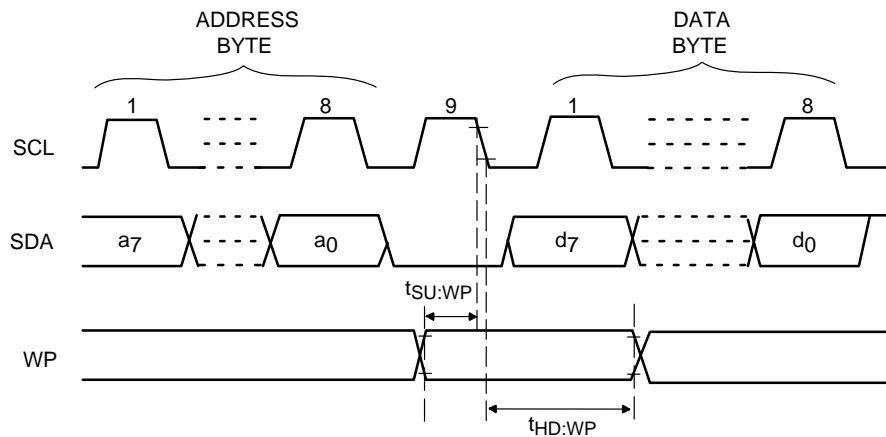 ADDRESS
BYTE
DATA
BYTE
1
8
9
1
8
SCL
SDA
a7
a0
d7
d0
tSU:WP
WP
tHD:WP